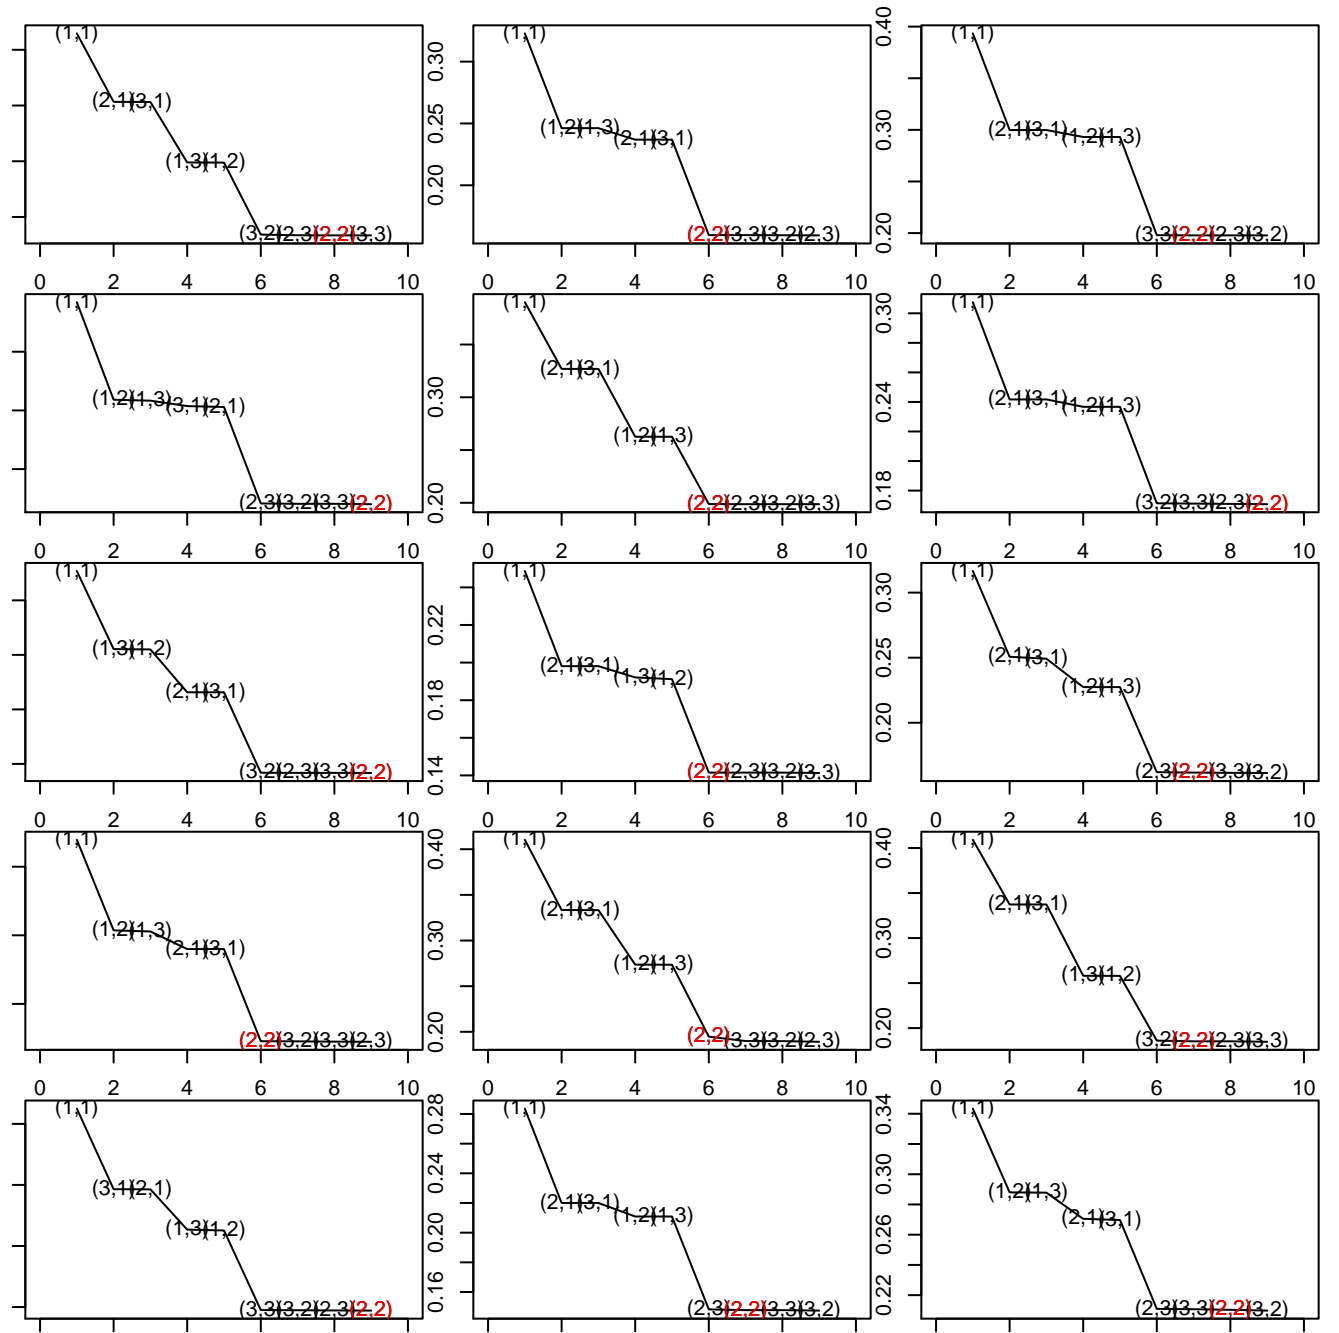 (1,1)
(2,1) (3,1)
(1,3) (1,2)
(3,2) (2,3) (2,2) (3,3)
0.20 0.25 0.30
(1,1)
(1,2) (1,3)
(2,1) (3,1)
(2,2) (3,3) (3,2) (2,3)
0.20 0.30 0.40
(1,1)
(2,1) (3,1)
(1,2) (1,3)
(3,3) (2,2) (2,3) (3,2)
0 2 4 6 8 10
0 2 4 6 8 10
0 2 4 6 8 10
(1,1)
(1,2) (1,3)
(3,1) (2,1)
(2,3) (3,2) (3,3) (2,2)
0.20 0.30
(1,1)
(2,1) (3,1)
(1,2) (1,3)
(2,2) (2,3) (3,2) (3,3)
0.18 0.24 0.30
(1,1)
(2,1) (3,1)
(1,2) (1,3)
(3,2) (3,3) (2,3) (2,2)
0 2 4 6 8 10
0 2 4 6 8 10
0 2 4 6 8 10
(1,1)
(1,3) (1,2)
(2,1) (3,1)
(3,2) (2,3) (3,3) (2,2)
0.14 0.18 0.22
(1,1)
(2,1) (3,1)
(1,3) (1,2)
(2,2) (2,3) (3,2) (3,3)
0.20 0.25 0.30
(1,1)
(2,1) (3,1)
(1,2) (1,3)
(2,3) (2,2) (3,3) (3,2)
0 2 4 6 8 10
0 2 4 6 8 10
0 2 4 6 8 10
(1,1)
(1,2) (1,3)
(2,1) (3,1)
(2,2) (3,2) (3,3) (2,3)
0.20 0.30 0.40
(1,1)
(2,1) (3,1)
(1,2) (1,3)
(2,2) (3,3) (3,2) (2,3)
0.20 0.30 0.40
(1,1)
(2,1) (3,1)
(1,3) (1,2)
(3,2) (2,2) (2,3) (3,3)
0 2 4 6 8 10
0 2 4 6 8 10
0 2 4 6 8 10
(1,1)
(3,1) (2,1)
(1,3) (1,2)
(3,3) (3,2) (2,3) (2,2)
0.16 0.20 0.24 0.28
(1,1)
(2,1) (3,1)
(1,2) (1,3)
(2,3) (2,2) (3,3) (3,2)
0.22 0.26 0.30 0.34
(1,1)
(1,2) (1,3)
(2,1) (3,1)
(2,3) (3,3) (2,2) (3,2)